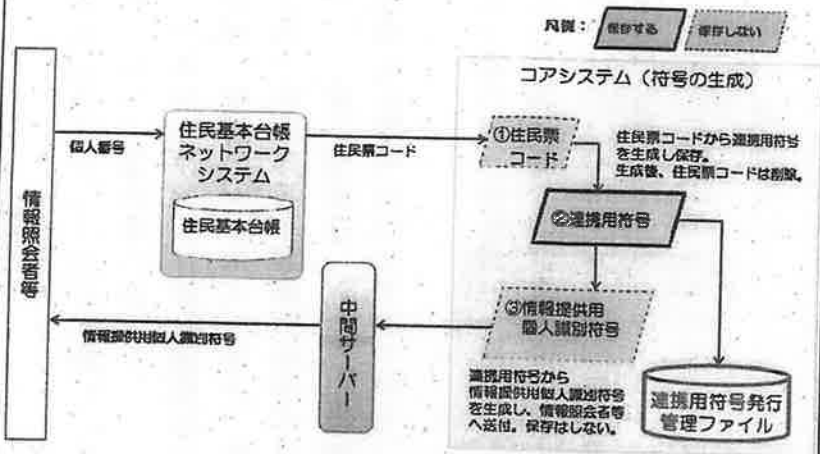 凡例：
保存する
保存しない
コアシステム（符号の生成）
情報照会者等
個人番号
住民基本台帳
ネットワーク
システム
住民基本台帳
住民票コード
①住民票
コード
住民票コードから連携用符号
を生成し保存。
生成後、住民票コードは削除。
②連携用符号
③情報提供用
個人識別符号
中間サーバー
情報提供用個人識別符号
連携用符号から
情報提供用個人識別符号
を生成し、情報照会者等
へ送付。保存はしない。
連携用符号発行
管理ファイル